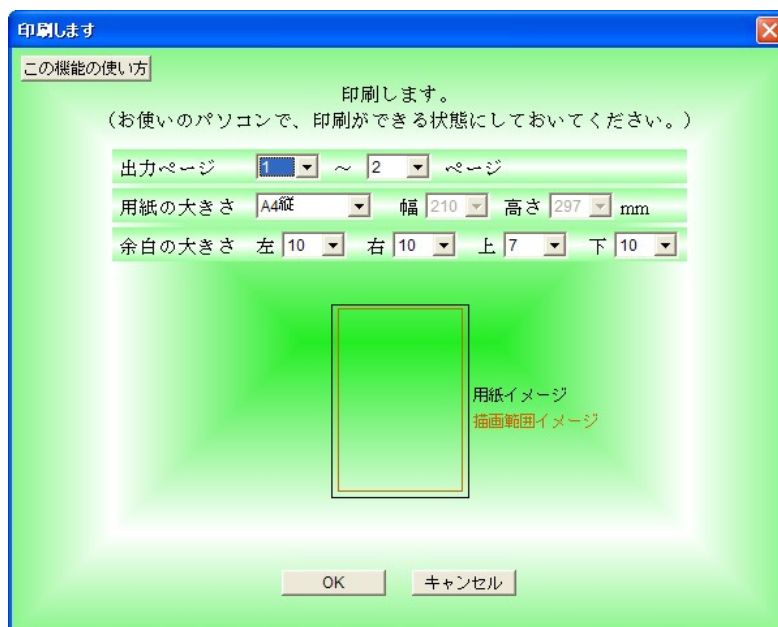 印刷します
この機能の使い方
印刷します。
（お使いのパソコンで、印刷ができる状態にしておいてください。）
出力ページ 1 ～ 2 ページ
用紙の大きさ A4縦 幅 210 高さ 297 mm
余白の大きさ 左 10 右 10 上 7 下 10
用紙イメージ
描画範囲イメージ
OK キャンセル